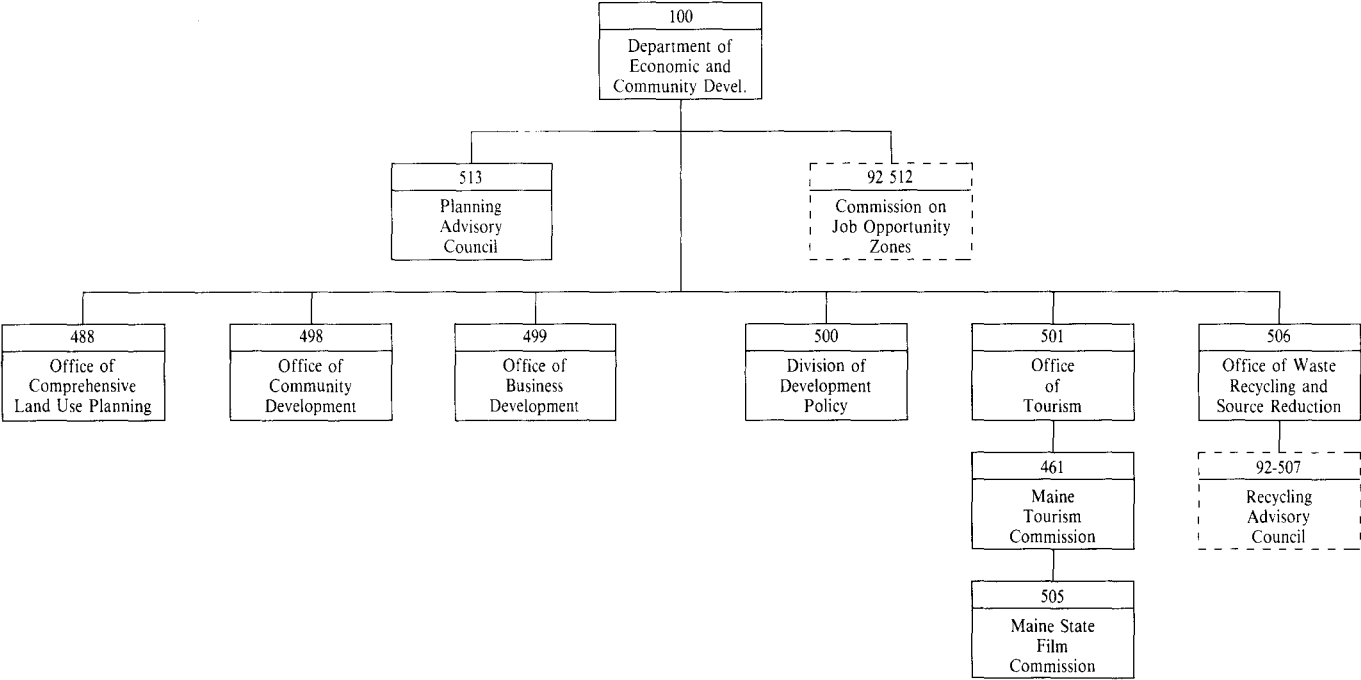 100
Department of
Economic and
Community Devel.
513
Planning
Advisory
Council
92 512
Commission on
Job Opportunity
Zones
488
Office of
Comprehensive
Land Use Planning
498
Office of
Community
Development
499
Office of
Business
Development
500
Division of
Development
Policy
501
Office
of
Tourism
506
Office of Waste
Recycling and
Source Reduction
461
Maine
Tourism
Commission
92-507
Recycling
Advisory
Council
505
Maine State
Film
Commission